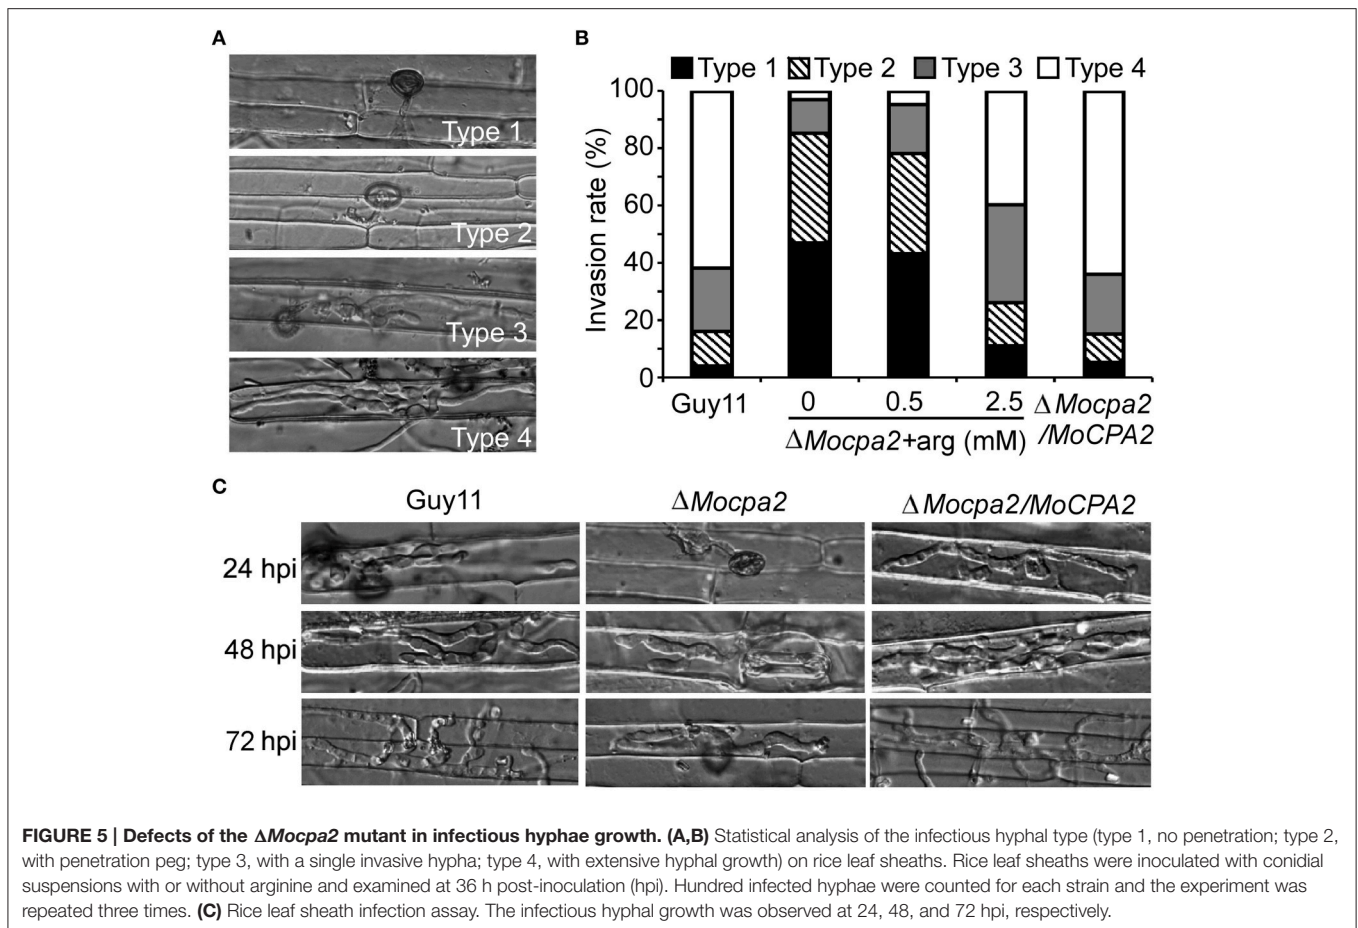 A
Type 1
Type 2
Type 3
Type 4
B
Type 1 Type 2 Type 3 Type 4
Invasion rate (%)
100
80
60
40
20
0
Guy11 0 0.5 2.5 ΔMocpa2
/MoCPA2
ΔMocpa2+arg (mM)
C
Guy11 ΔMocpa2 ΔMocpa2/MoCPA2
24 hpi
48 hpi
72 hpi
FIGURE 5 | Defects of the ΔMocpa2 mutant in infectious hyphae growth. (A,B) Statistical analysis of the infectious hyphal type (type 1, no penetration; type 2,
with penetration peg; type 3, with a single invasive hypha; type 4, with extensive hyphal growth) on rice leaf sheaths. Rice leaf sheaths were inoculated with conidial
suspensions with or without arginine and examined at 36 h post-inoculation (hpi). Hundred infected hyphae were counted for each strain and the experiment was
repeated three times. (C) Rice leaf sheath infection assay. The infectious hyphal growth was observed at 24, 48, and 72 hpi, respectively.